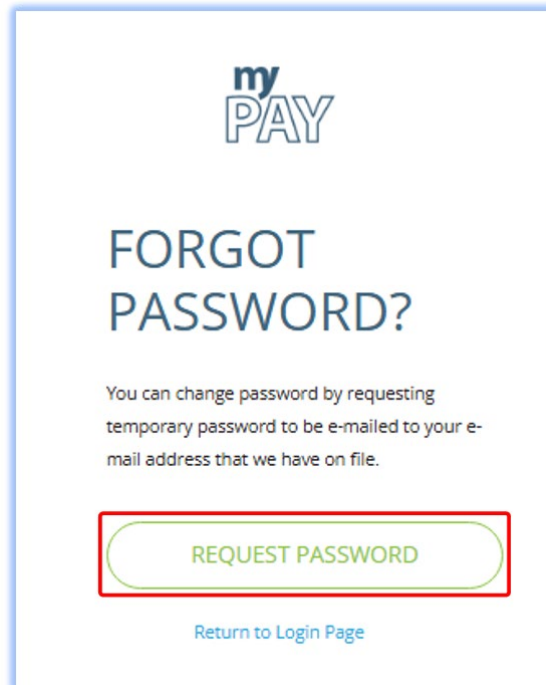 my
PAY
FORGOT
PASSWORD?
You can change password by requesting
temporary password to be e-mailed to your e-
mail address that we have on file.
REQUEST PASSWORD
Return to Login Page